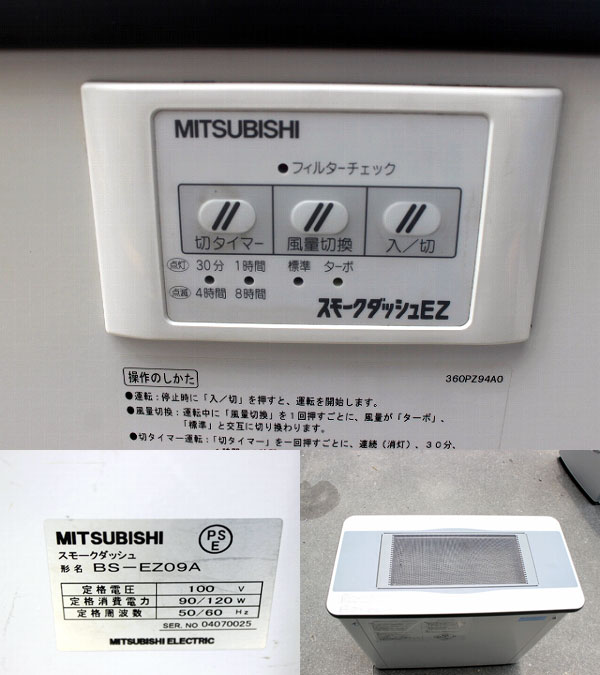 MITSUBISHI
●フィルターチェック
切タイマー 風量切換 入／切
点灯 30分 1時間 標準 ターボ
点滅 4時間 8時間
スモークダッシュEZ
操作のしかた 360PZ94A0
●運転：停止時に「入／切」を押すと、運転を開始します。
●風量切換：運転中に「風量切換」を1回押すごとに、風量が「ターボ」、
「標準」と交互に切り換わります。
●切タイマー運転：「切タイマー」を一回押すごとに、連続（消灯）、30分、
MITSUBISHI
PS
E
スモークダッシュ
形名 BS-EZ09A
定格電圧 100 V
定格消費電力 90/120 W
定格周波数 50/60 Hz
SER. NO 04070025
MITSUBISHI ELECTRIC